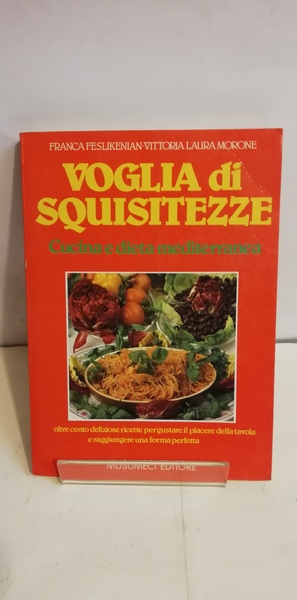 FRANCA FESLIKENIAN·VITTORIA LAURA MORONE
VOGLIA di
SQUISITEZZE
Cucina e dieta mediterranea
oltre cento deliziose ricette per gustare il piacere della tavola
e raggiungere una forma perfetta
MUSUMECI EDITORE